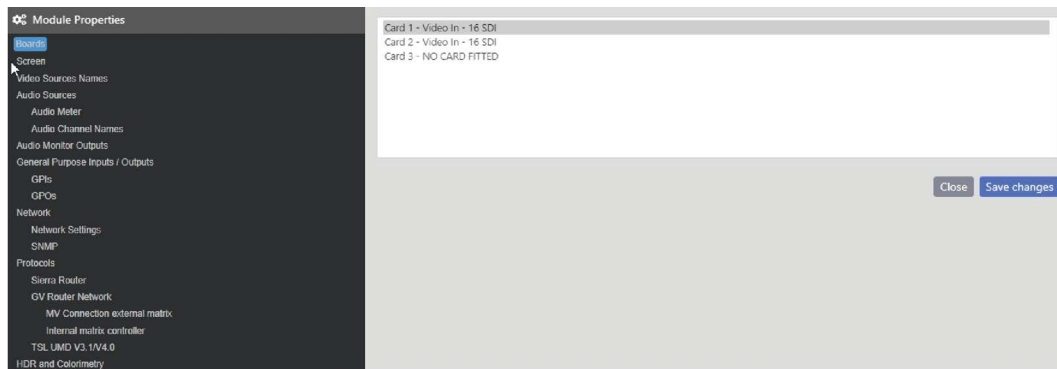 Module Properties
Boards
Screen
Video Sources Names
Audio Sources
Audio Meter
Audio Channel Names
Audio Monitor Outputs
General Purpose Inputs / Outputs
GPIs
GPOs
Network
Network Settings
SNMP
Protocols
Sierra Router
GV Router Network
MV Connection external matrix
Internal matrix controller
TSL UMD V3.1/V4.0
HDR and Colorimetry
Card 1 - Video In - 16 SDI
Card 2 - Video In - 16 SDI
Card 3 - NO CARD FITTED
Close
Save changes